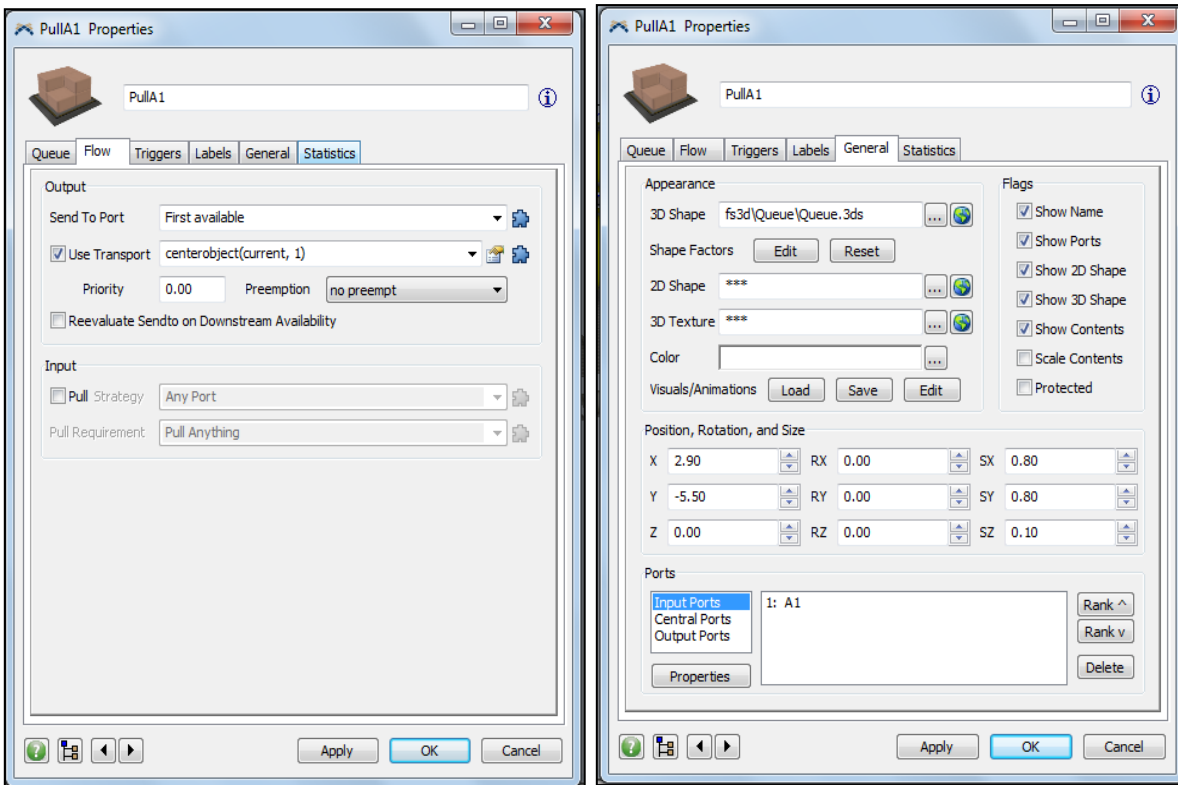 PullA1 Properties
PullA1
Queue Flow Triggers Labels General Statistics
Output
Send To Port First available
Use Transport centerobject(current, 1)
Priority 0.00 Preemption no preempt
Reevaluate Sendto on Downstream Availability
Input
Pull Strategy Any Port
Pull Requirement Pull Anything
Apply OK Cancel
PullA1 Properties
PullA1
Queue Flow Triggers Labels General Statistics
Appearance
3D Shape fs3d\Queue\Queue.3ds ...
Shape Factors Edit Reset
2D Shape *** ...
3D Texture *** ...
Color ...
Visuals/Animations Load Save Edit
Flags
Show Name
Show Ports
Show 2D Shape
Show 3D Shape
Show Contents
Scale Contents
Protected
Position, Rotation, and Size
X 2.90 RX 0.00 SX 0.80
Y -5.50 RY 0.00 SY 0.80
Z 0.00 RZ 0.00 SZ 0.10
Ports
Input Ports
Central Ports
Output Ports
Properties
1: A1
Rank ^
Rank v
Delete
Apply OK Cancel